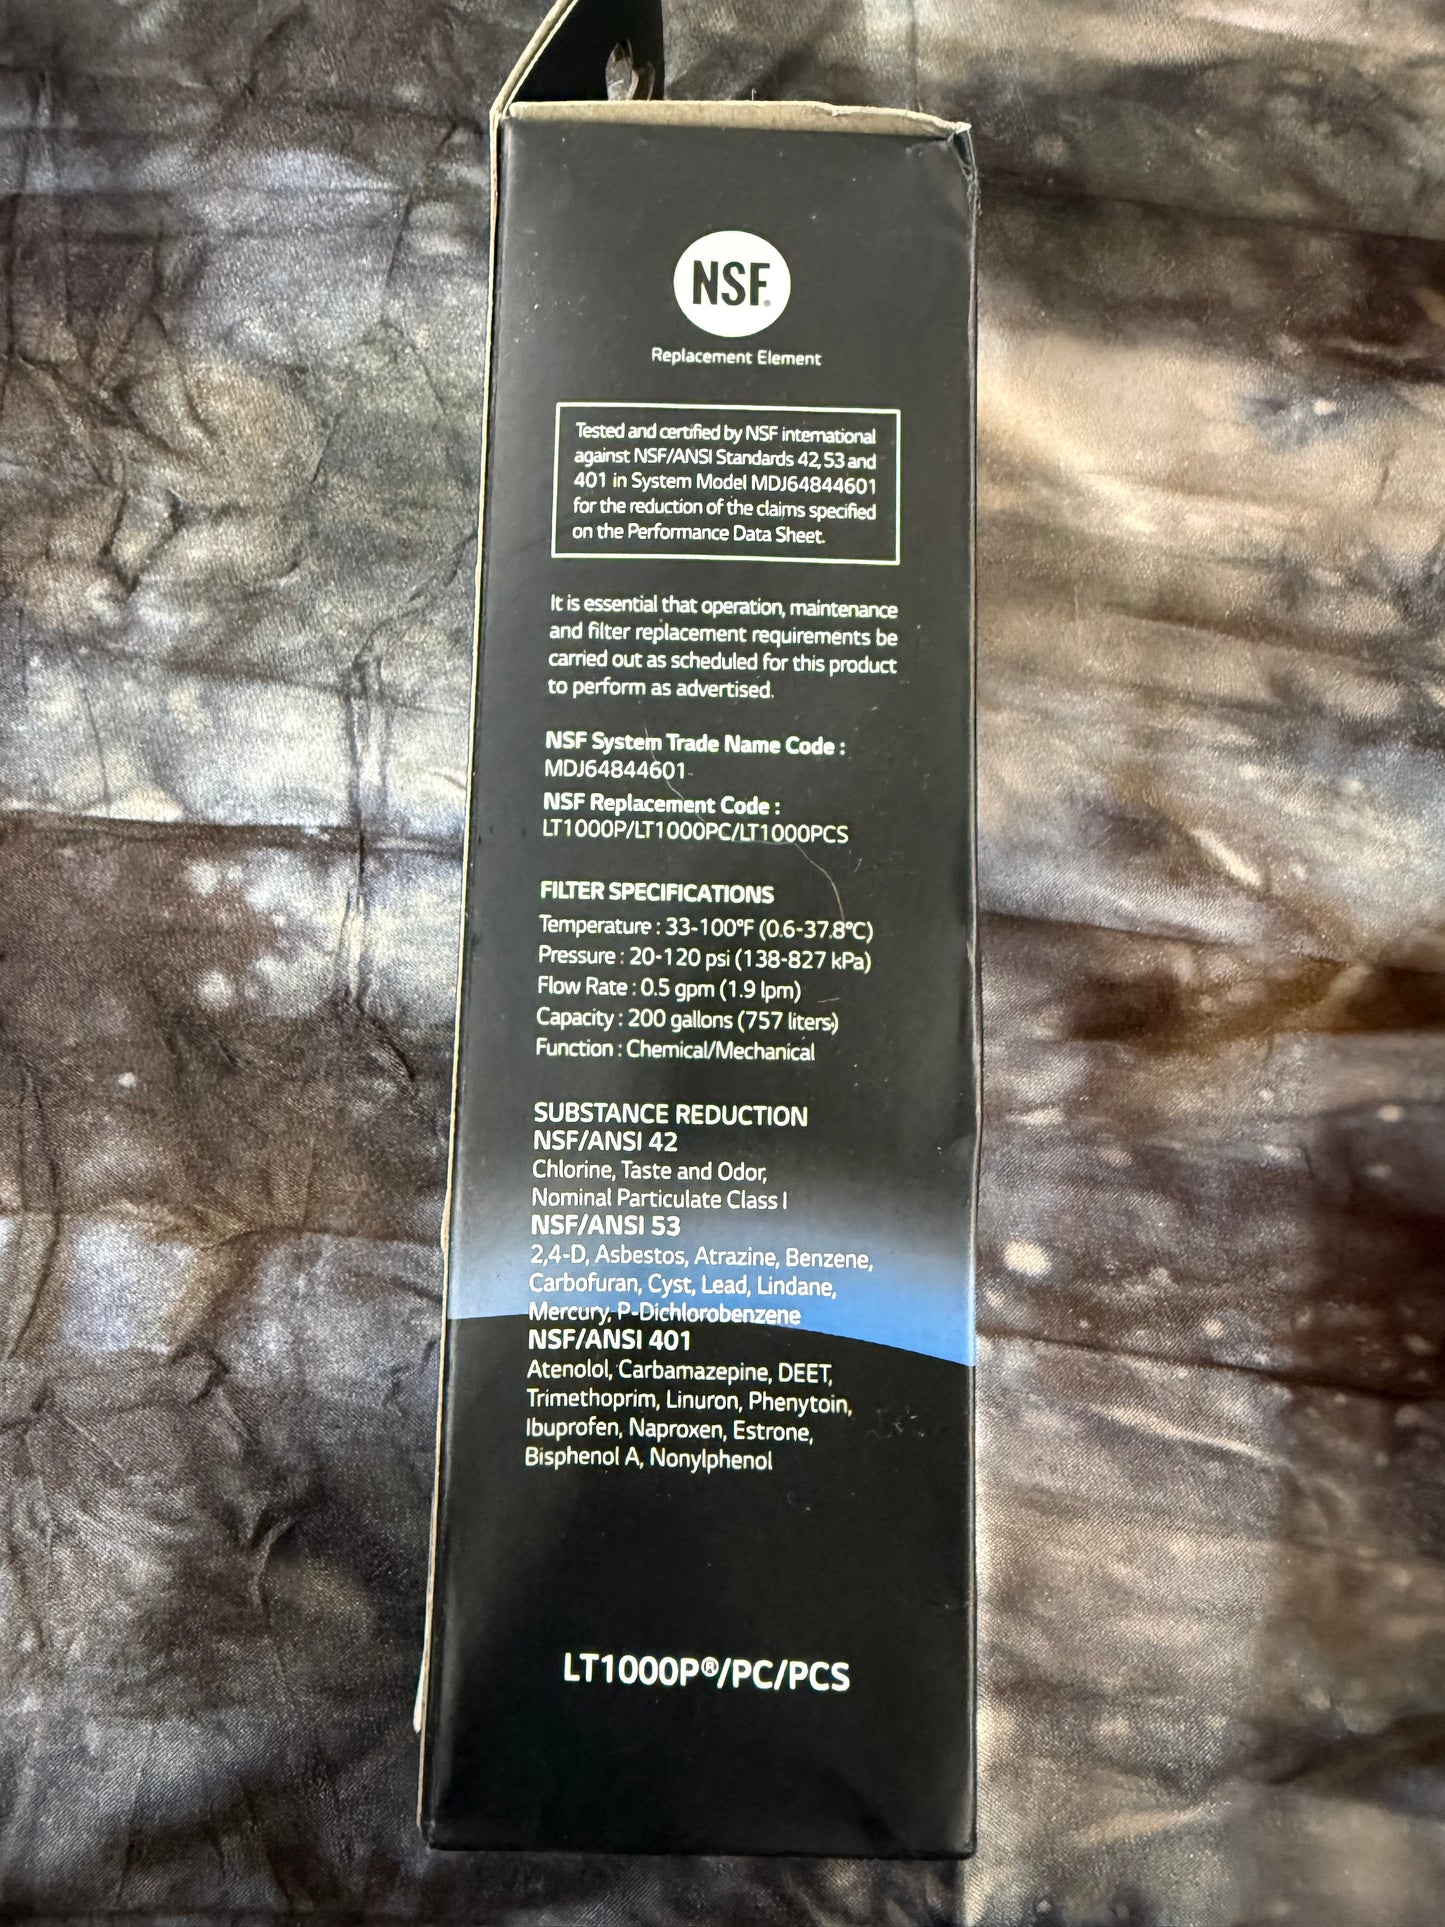 NSF®
Replacement Element
Tested and certified by NSF international
against NSF/ANSI Standards 42, 53 and
401 in System Model MDJ64844601
for the reduction of the claims specified
on the Performance Data Sheet.
It is essential that operation, maintenance
and filter replacement requirements be
carried out as scheduled for this product
to perform as advertised.
NSF System Trade Name Code :
MDJ64844601
NSF Replacement Code :
LT1000P/LT1000PC/LT1000PCS
FILTER SPECIFICATIONS
Temperature : 33-100°F (0.6-37.8°C)
Pressure : 20-120 psi (138-827 kPa)
Flow Rate : 0.5 gpm (1.9 lpm)
Capacity : 200 gallons (757 liters)
Function : Chemical/Mechanical
SUBSTANCE REDUCTION
NSF/ANSI 42
Chlorine, Taste and Odor,
Nominal Particulate Class I
NSF/ANSI 53
2,4-D, Asbestos, Atrazine, Benzene,
Carbofuran, Cyst, Lead, Lindane,
Mercury, P-Dichlorobenzene
NSF/ANSI 401
Atenolol, Carbamazepine, DEET,
Trimethoprim, Linuron, Phenytoin,
Ibuprofen, Naproxen, Estrone,
Bisphenol A, Nonylphenol
LT1000P®/PC/PCS